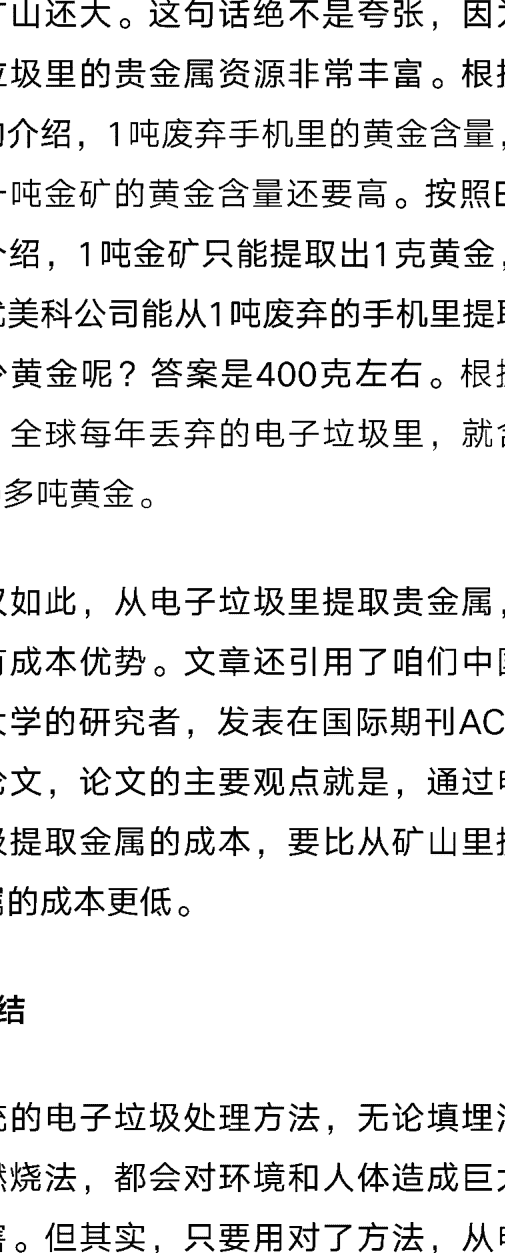 山还大。这句话绝不是夸张，因
圾里的贵金属资源非常丰富。根
介绍，1吨废弃手机里的黄金含量，
吨金矿的黄金含量还要高。按照
绍，1吨金矿只能提取出1克黄金，
美科公司能从1吨废弃的手机里提
黄金呢？答案是400克左右。根
全球每年丢弃的电子垃圾里，就
多吨黄金。
如此，从电子垃圾里提取贵金属，
成本优势。文章还引用了咱们中
学的研究者，发表在国际期刊AC
文，论文的主要观点就是，通过
提取金属的成本，要比从矿山里
的成本更低。
结
的电子垃圾处理方法，无论填埋
烧法，都会对环境和人体造成巨
。但其实，只要用对了方法，从